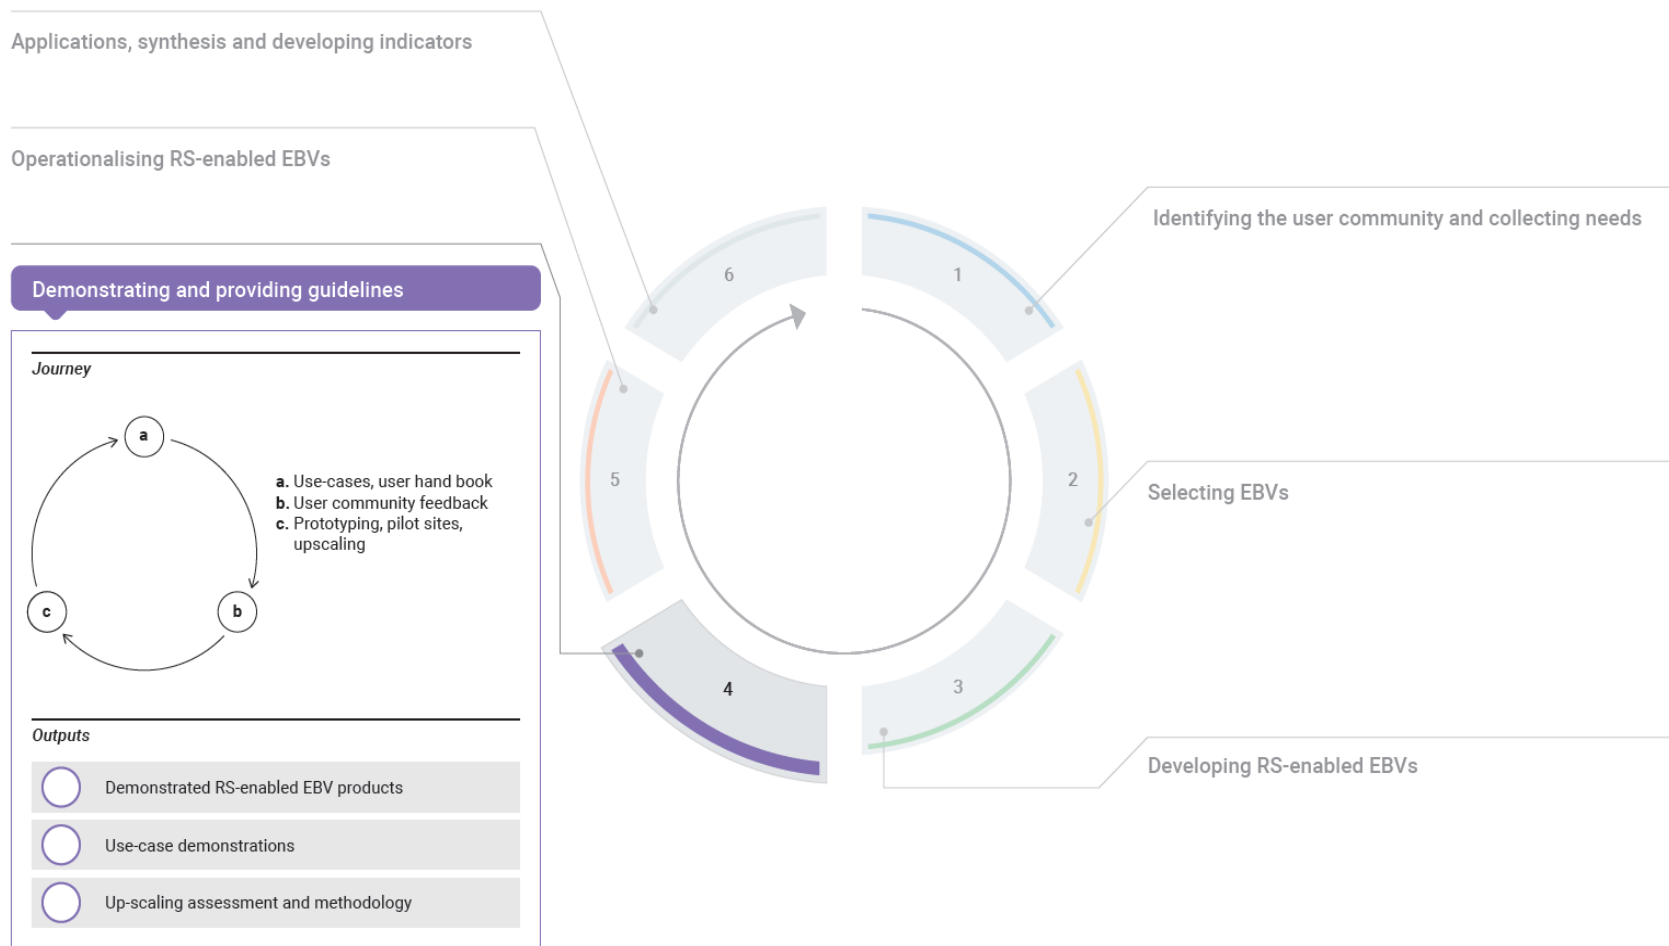 Applications, synthesis and developing indicators
Operationalising RS-enabled EBVs
Demonstrating and providing guidelines
Journey
a
b
c
a. Use-cases, user hand book
b. User community feedback
c. Prototyping, pilot sites,
upscaling
Outputs
Demonstrated RS-enabled EBV products
Use-case demonstrations
Up-scaling assessment and methodology
6
1
5
2
4
3
Identifying the user community and collecting needs
Selecting EBVs
Developing RS-enabled EBVs